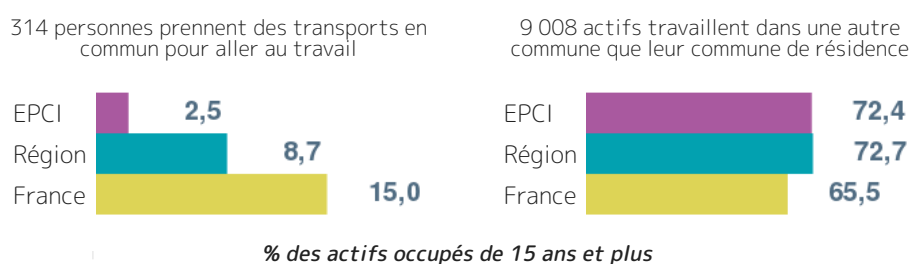 314 personnes prennent des transports en
commun pour aller au travail
EPCI 2,5
Région 8,7
France 15,0
9 008 actifs travaillent dans une autre
commune que leur commune de résidence
EPCI 72,4
Région 72,7
France 65,5
% des actifs occupés de 15 ans et plus